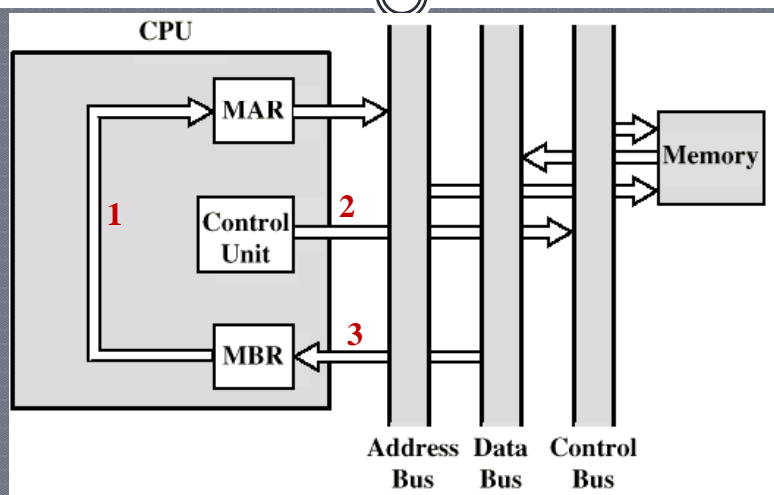 CPU
MAR
Memory
1
2
Control
Unit
3
MBR
Address Data Control
Bus Bus Bus